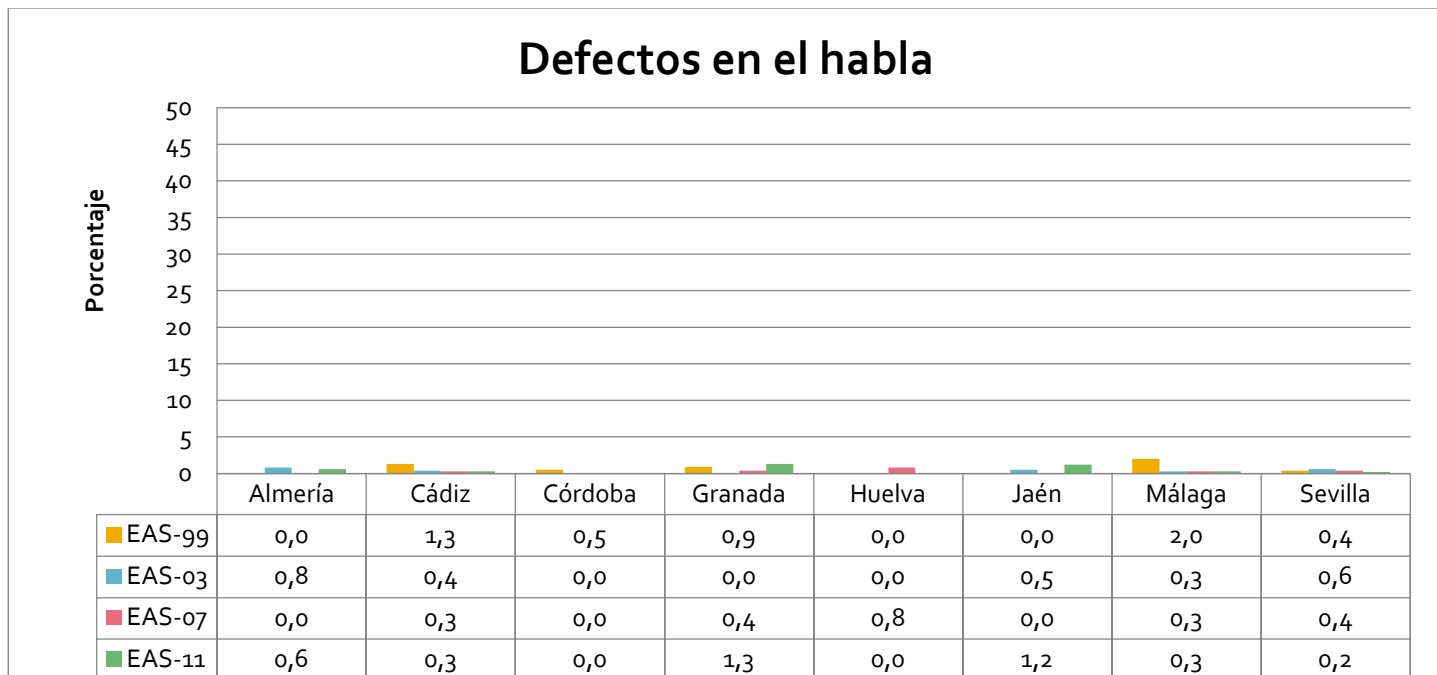 Defectos en el habla
Porcentaje
50
45
40
35
30
25
20
15
10
5
0
Almería Cádiz Córdoba Granada Huelva Jaén Málaga Sevilla
EAS-99 0,0 1,3 0,5 0,9 0,0 0,0 2,0 0,4
EAS-03 0,8 0,4 0,0 0,0 0,0 0,5 0,3 0,6
EAS-07 0,0 0,3 0,0 0,4 0,8 0,0 0,3 0,4
EAS-11 0,6 0,3 0,0 1,3 0,0 1,2 0,3 0,2